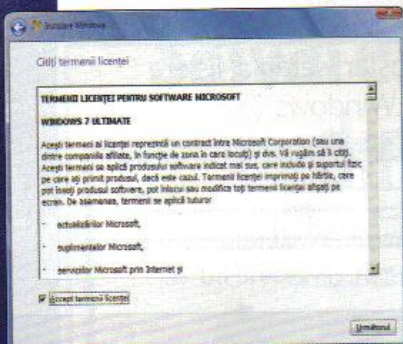 Instalare Windows
Citiți termenii licenței
TERMENII LICENȚEI PENTRU SOFTWARE MICROSOFT
WINDOWS 7 ULTIMATE
Acești termeni ai licenței reprezintă un contract între Microsoft Corporation (sau una
dintre companiile afiliate, în funcție de zona în care locuiți) și dvs. Vă rugăm să îi citiți.
Acești termeni se aplică produsului software indicat mai sus, care include și suportul fizic
pe care ați primit produsul, dacă este cazul. Termenii licenței imprimați pe hârtie, care
pot însoți produsul software, pot înlocui sau modifica toți termenii licenței afișați pe
ecran. De asemenea, termenii se aplică tuturor
- actualizărilor Microsoft,
- suplimentelor Microsoft,
- serviciilor Microsoft prin Internet și
Accept termenii licenței
Următorul